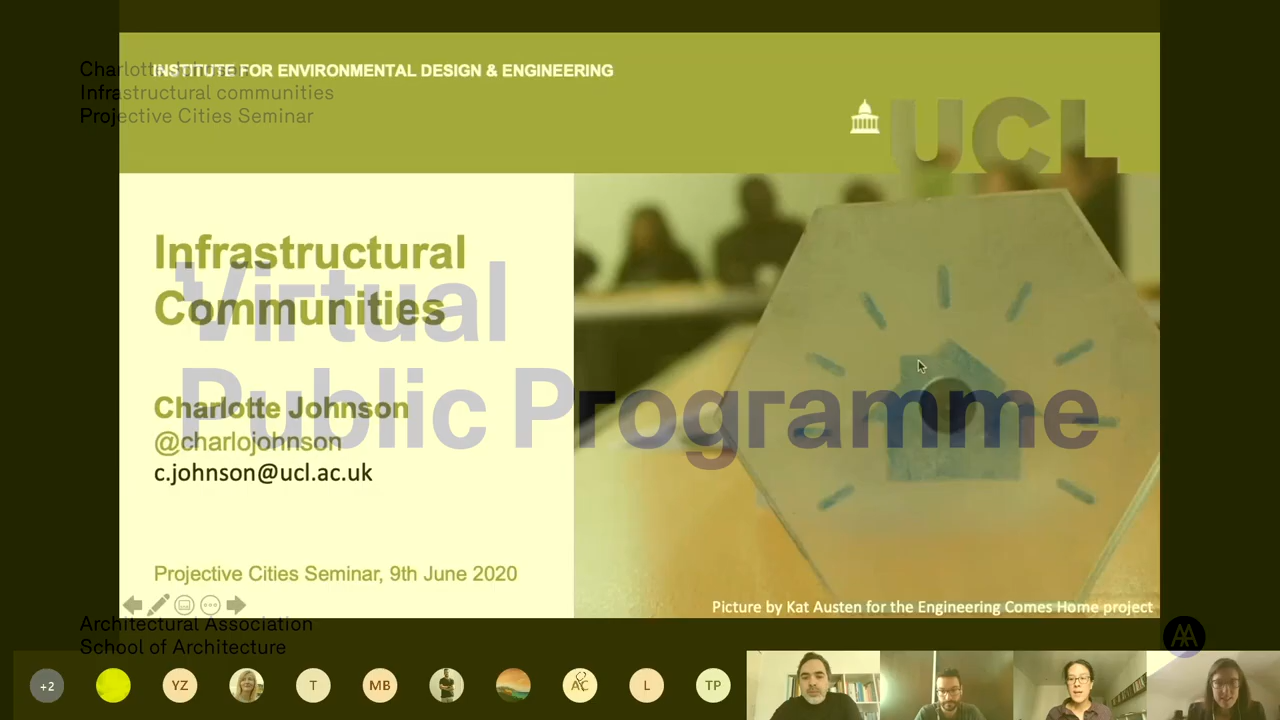 Charlotte Johnson
Infrastructural communities
Projective Cities Seminar
INSTITUTE FOR ENVIRONMENTAL DESIGN & ENGINEERING
UCL
Infrastructural
Communities
Virtual
Public Programme
Charlotte Johnson
@charlojohnson
c.johnson@ucl.ac.uk
Projective Cities Seminar, 9th June 2020
Picture by Kat Austen for the Engineering Comes Home project
Architectural Association
School of Architecture
AA
+2
YZ
T
MB
AC
L
TP